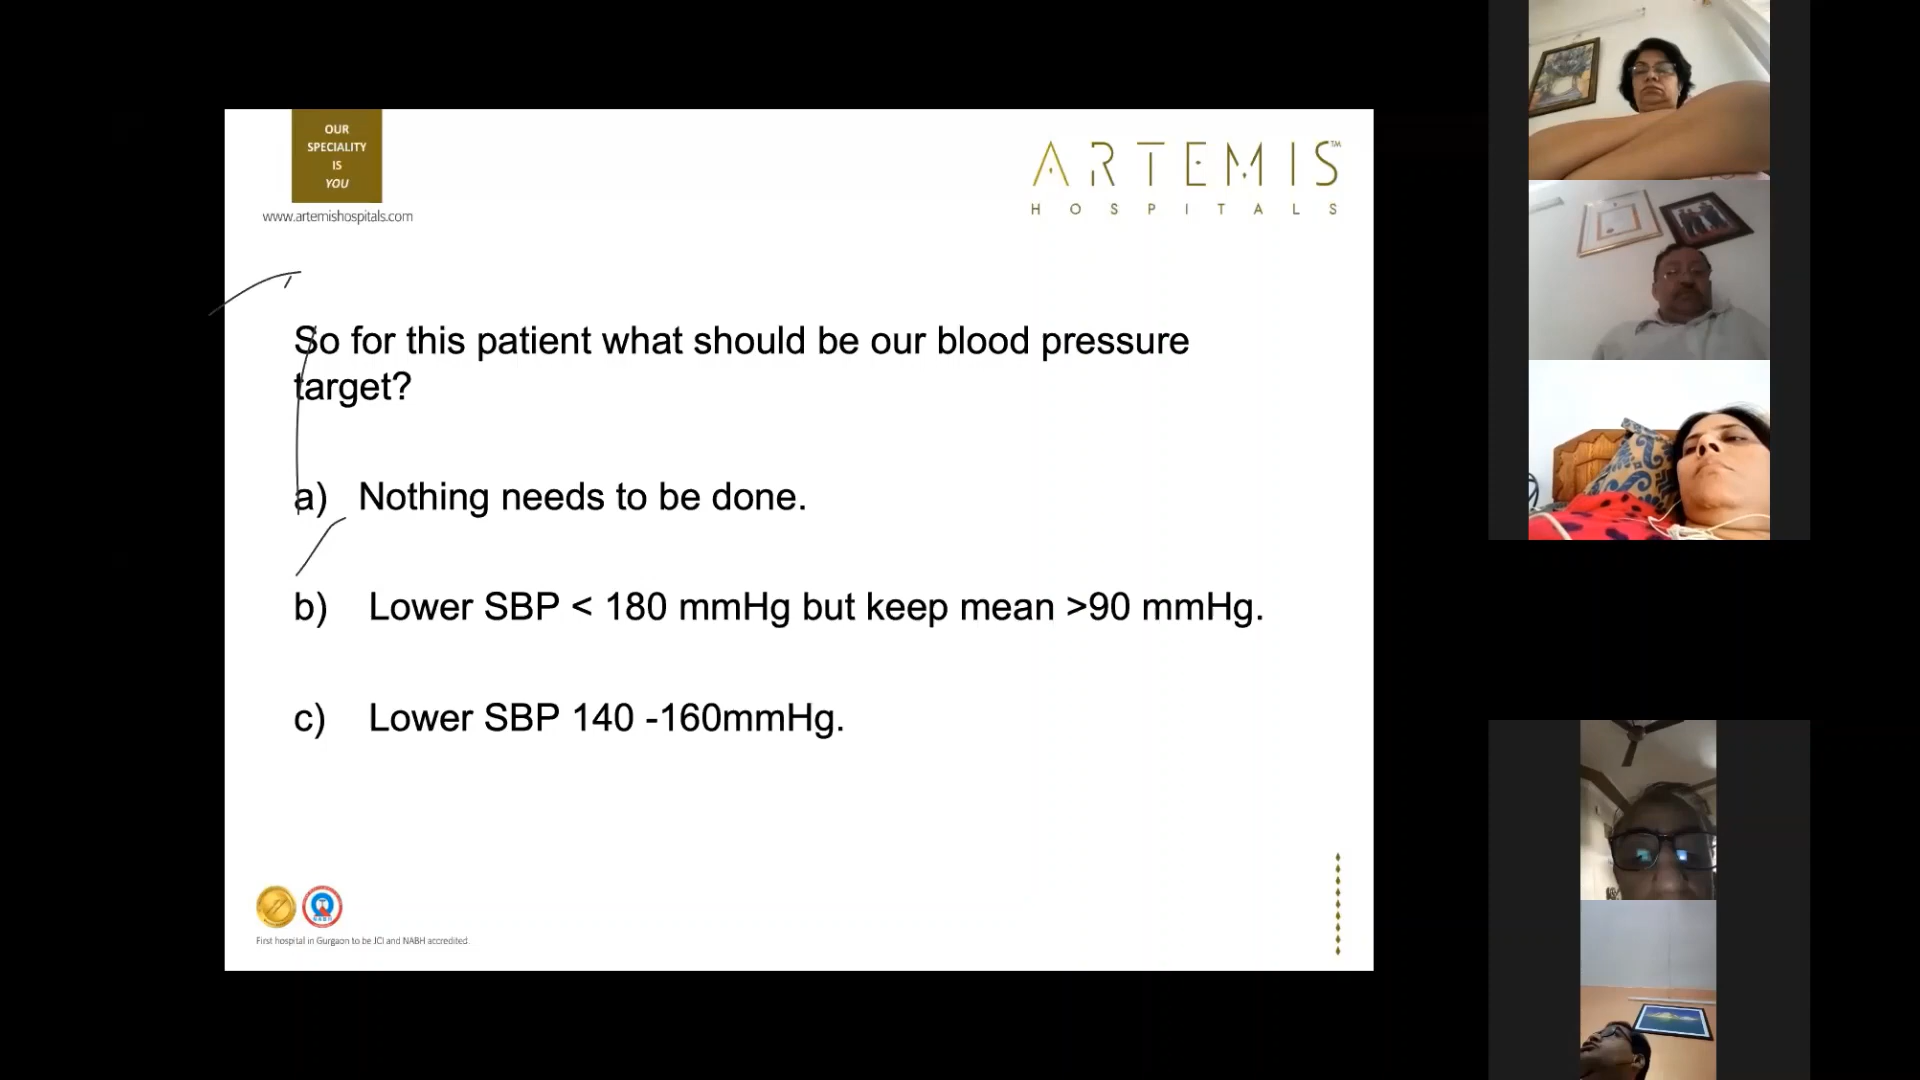 OUR
SPECIALITY
IS
YOU
www.artemishospitals.com
ARTEMIS™
HOSPITALS
So for this patient what should be our blood pressure
target?
a) Nothing needs to be done.
b) Lower SBP < 180 mmHg but keep mean >90 mmHg.
c) Lower SBP 140 -160mmHg.
First hospital in Gurgaon to be JCI and NABH accredited.